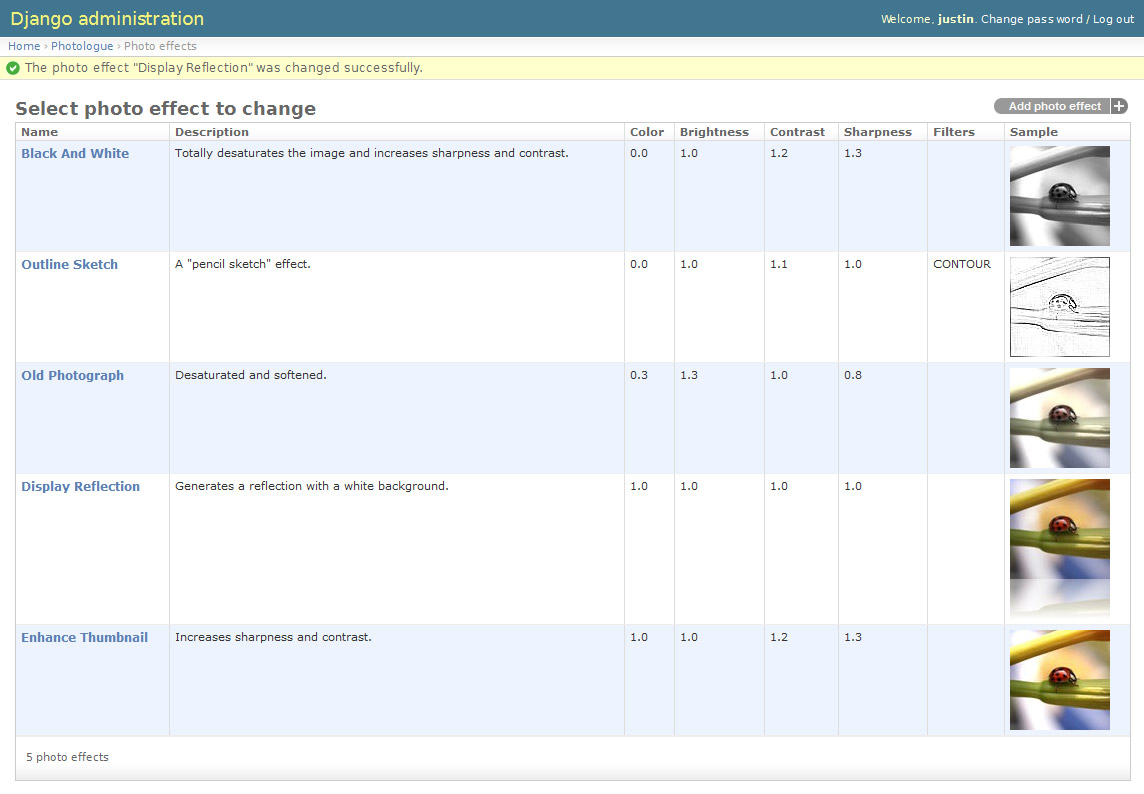 Django administration
Welcome, justin. Change password / Log out
Home › Photologue › Photo effects
The photo effect "Display Reflection" was changed successfully.
Select photo effect to change
Add photo effect +
Name Description Color Brightness Contrast Sharpness Filters Sample
Black And White Totally desaturates the image and increases sharpness and contrast. 0.0 1.0 1.2 1.3
Outline Sketch A "pencil sketch" effect. 0.0 1.0 1.1 1.0 CONTOUR
Old Photograph Desaturated and softened. 0.3 1.3 1.0 0.8
Display Reflection Generates a reflection with a white background. 1.0 1.0 1.0 1.0
Enhance Thumbnail Increases sharpness and contrast. 1.0 1.0 1.2 1.3
5 photo effects